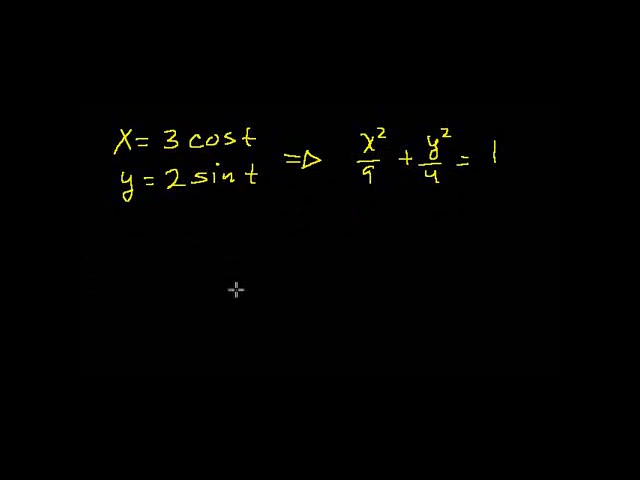 x = 3 cos t
y = 2 sin t ⇒ x²/9 + y²/4 = 1